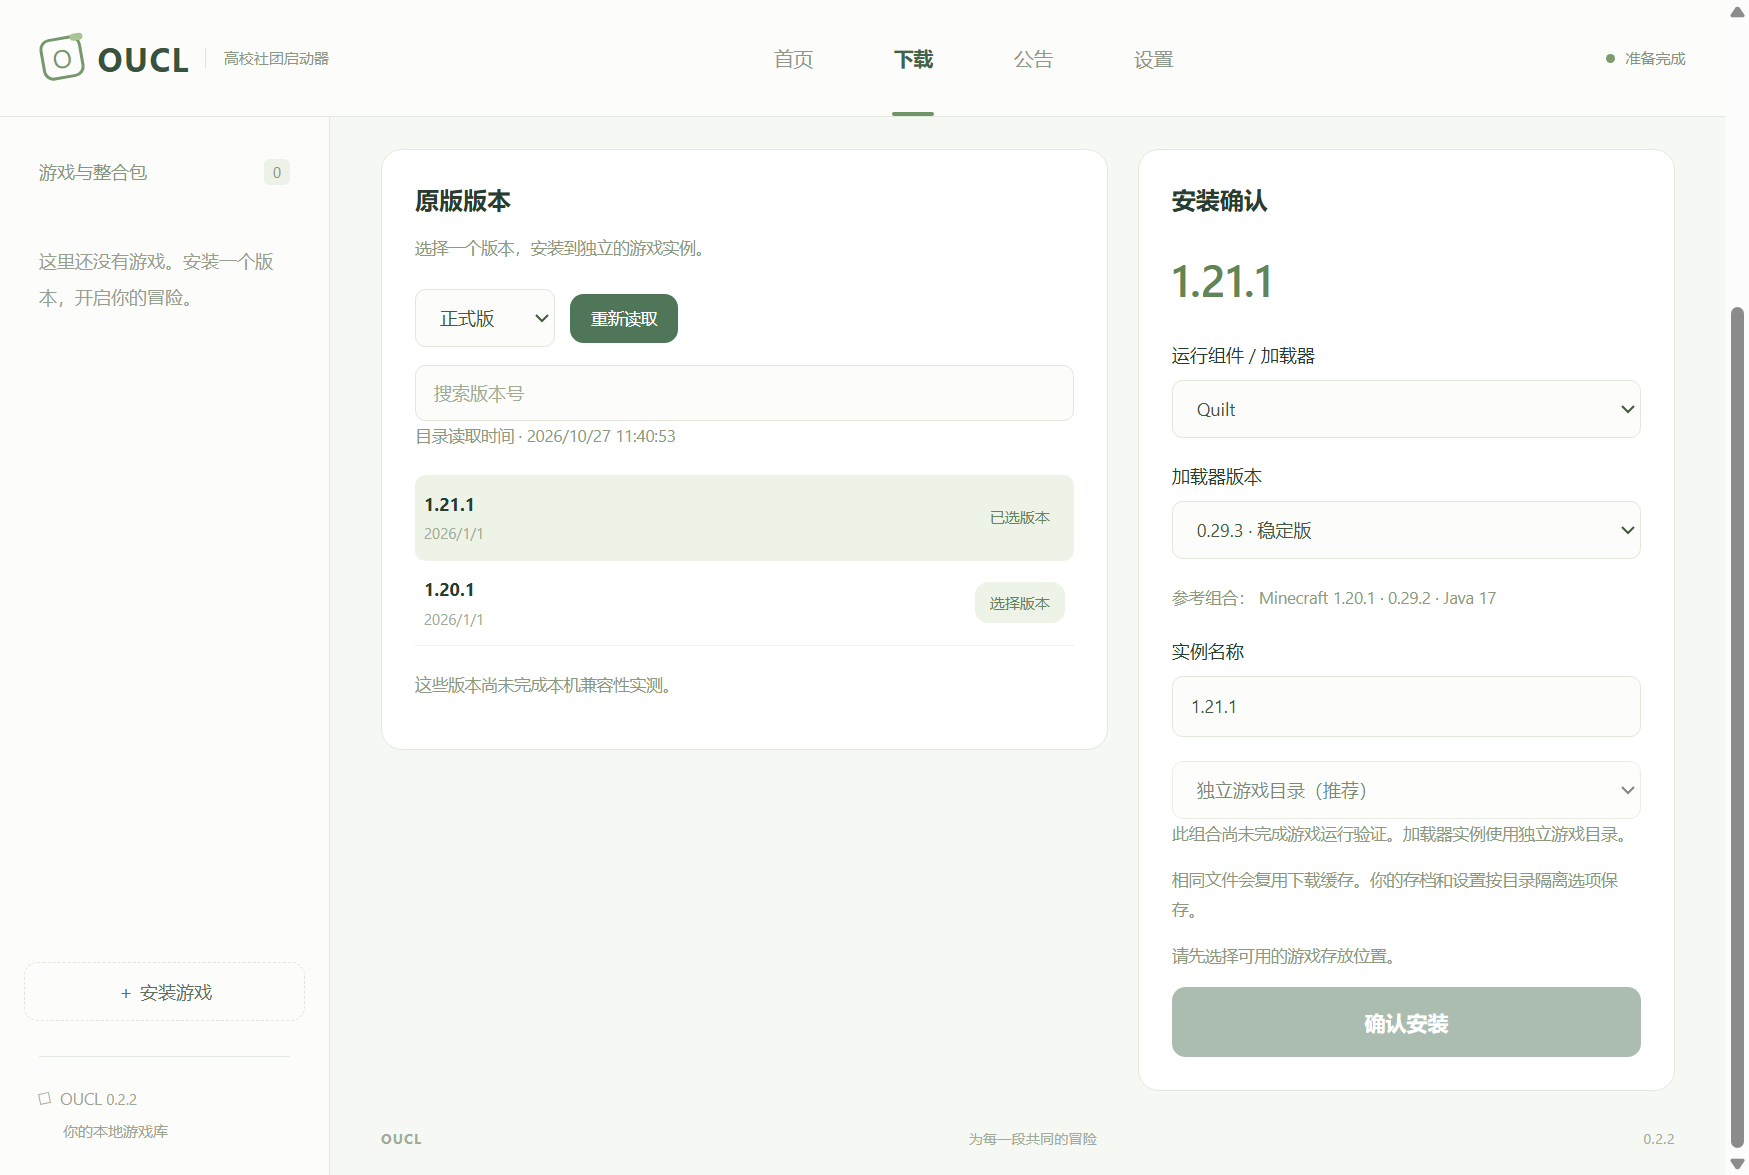 O OUCL 高校社团启动器
首页 下载 公告 设置
准备完成
游戏与整合包 0
这里还没有游戏。安装一个版
本，开启你的冒险。
+ 安装游戏
OUCL 0.2.2
你的本地游戏库
原版版本
选择一个版本，安装到独立的游戏实例。
正式版 重新读取
搜索版本号
目录读取时间 · 2026/10/27 11:40:53
1.21.1
2026/1/1
已选版本
1.20.1
2026/1/1
选择版本
这些版本尚未完成本机兼容性实测。
安装确认
1.21.1
运行组件 / 加载器
Quilt
加载器版本
0.29.3 · 稳定版
参考组合： Minecraft 1.20.1 · 0.29.2 · Java 17
实例名称
1.21.1
独立游戏目录（推荐）
此组合尚未完成游戏运行验证。加载器实例使用独立游戏目录。
相同文件会复用下载缓存。你的存档和设置按目录隔离选项保
存。
请先选择可用的游戏存放位置。
确认安装
OUCL 为每一段共同的冒险 0.2.2